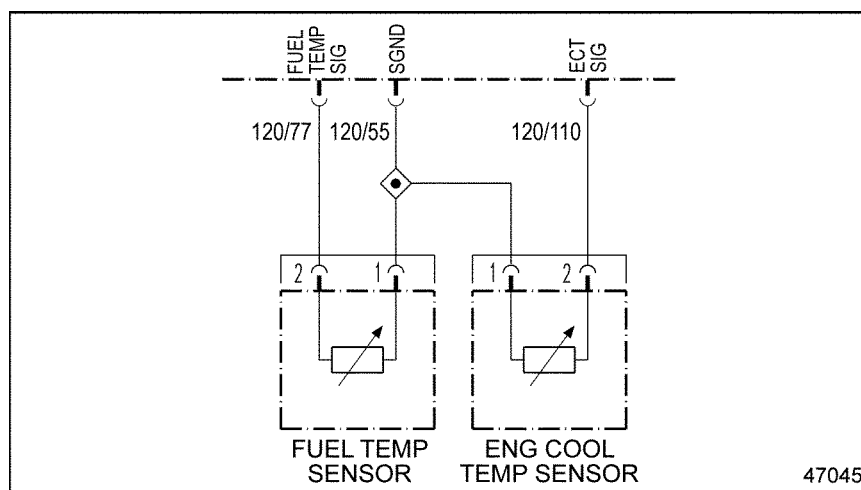 FUEL
TEMP
SIG
SGND
ECT
SIG
120/77
120/55
120/110
2
1
1
2
FUEL TEMP
SENSOR
ENG COOL
TEMP SENSOR
47045